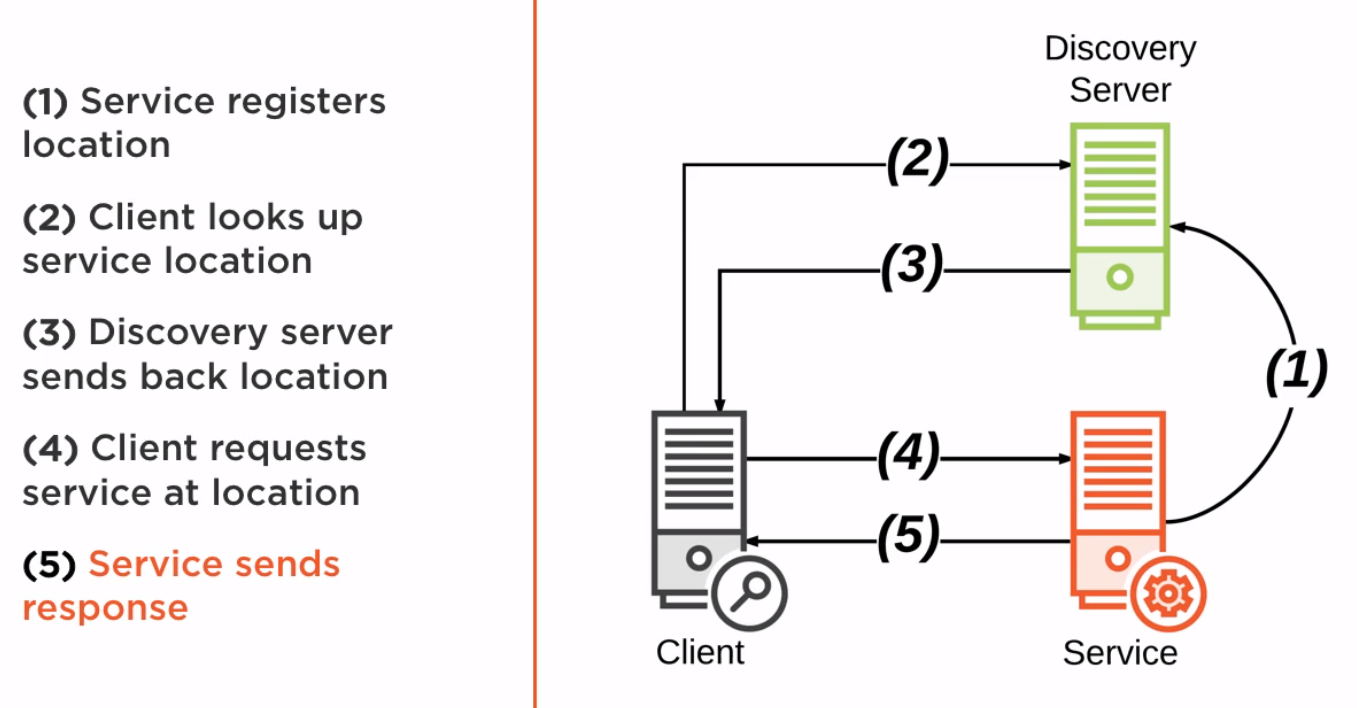 (1) Service registers
location
(2) Client looks up
service location
(3) Discovery server
sends back location
(4) Client requests
service at location
(5) Service sends
response
Discovery
Server
(2)
(3)
(1)
(4)
(5)
Client
Service